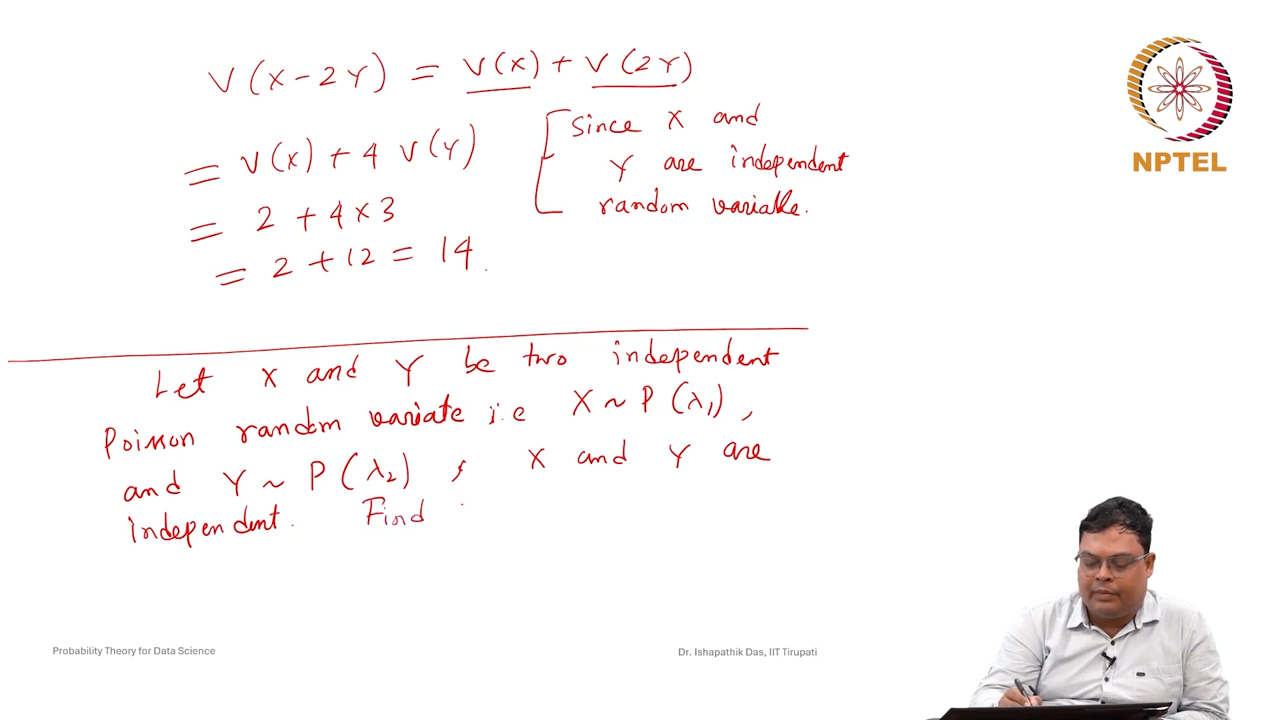 V(X-2Y) = V(X) + V(2Y)
= V(X) + 4 V(Y) [ Since X and
Y are independent
= 2 + 4 × 3 random variable.
= 2 + 12 = 14.
NPTEL
Let X and Y be two independent
Poisson random variate i.e X ~ P(λ₁),
and Y ~ P(λ₂), X and Y are
independent. Find
Probability Theory for Data Science
Dr. Ishapathik Das, IIT Tirupati